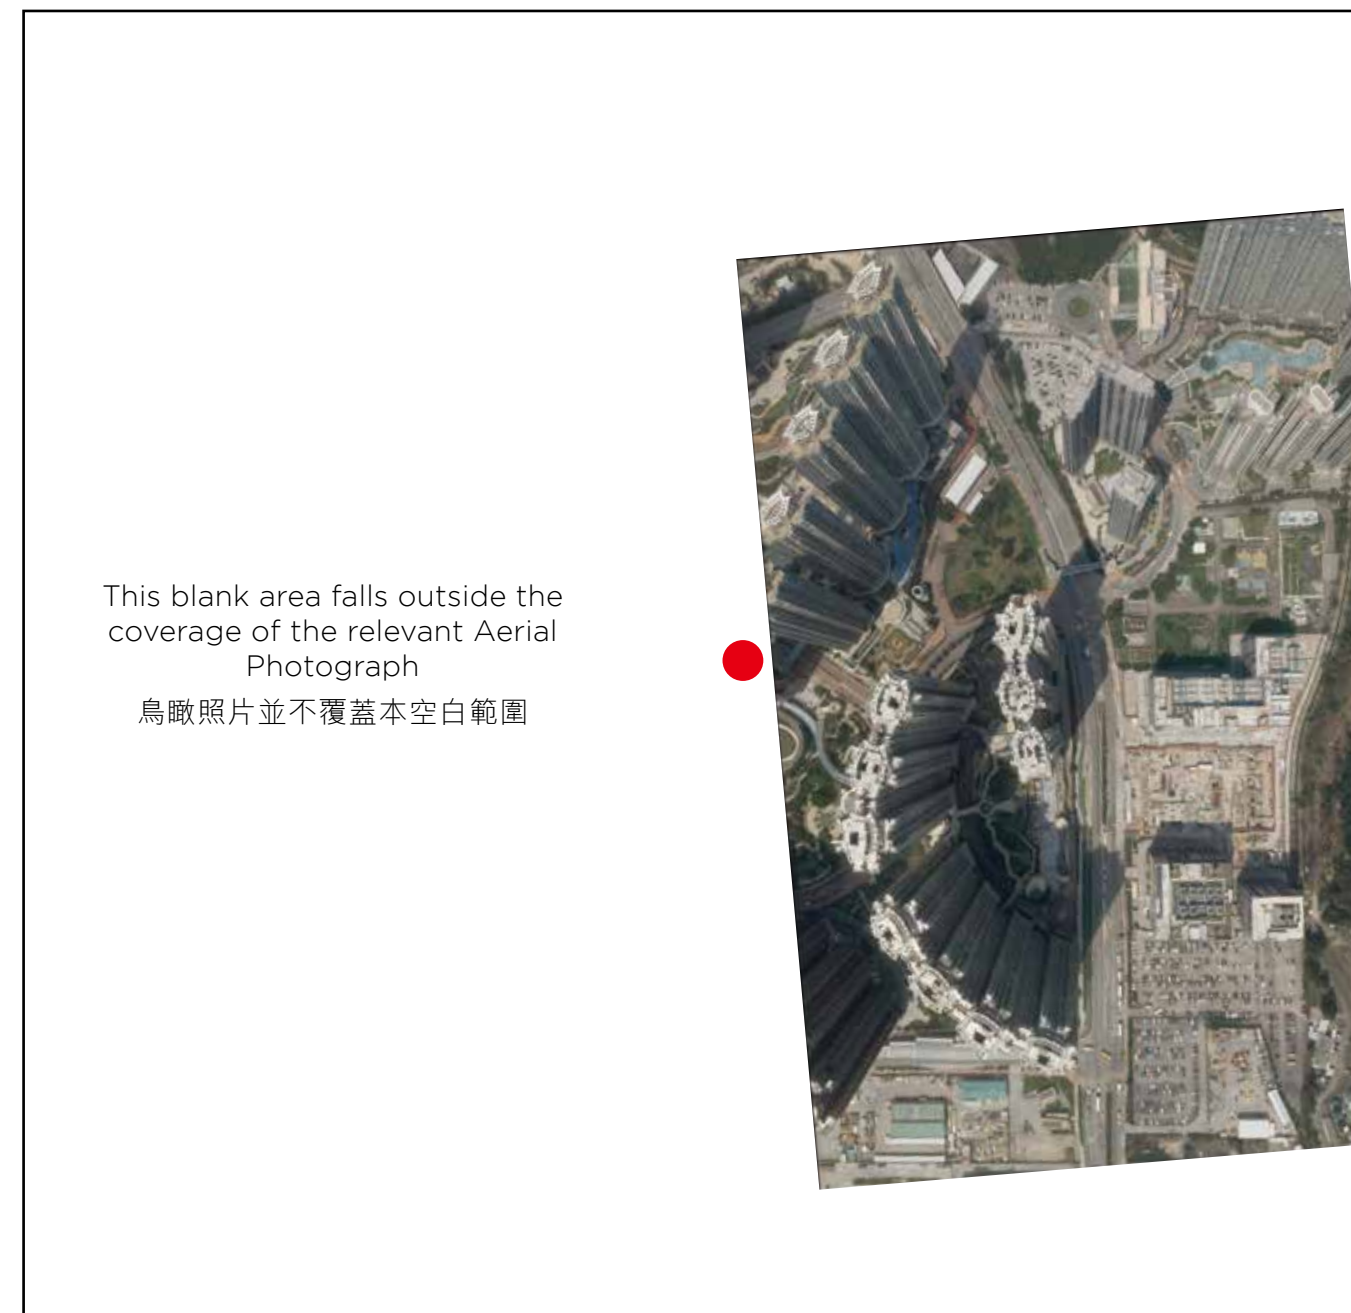 This blank area falls outside the
coverage of the relevant Aerial
Photograph
鳥瞰照片並不覆蓋本空白範圍